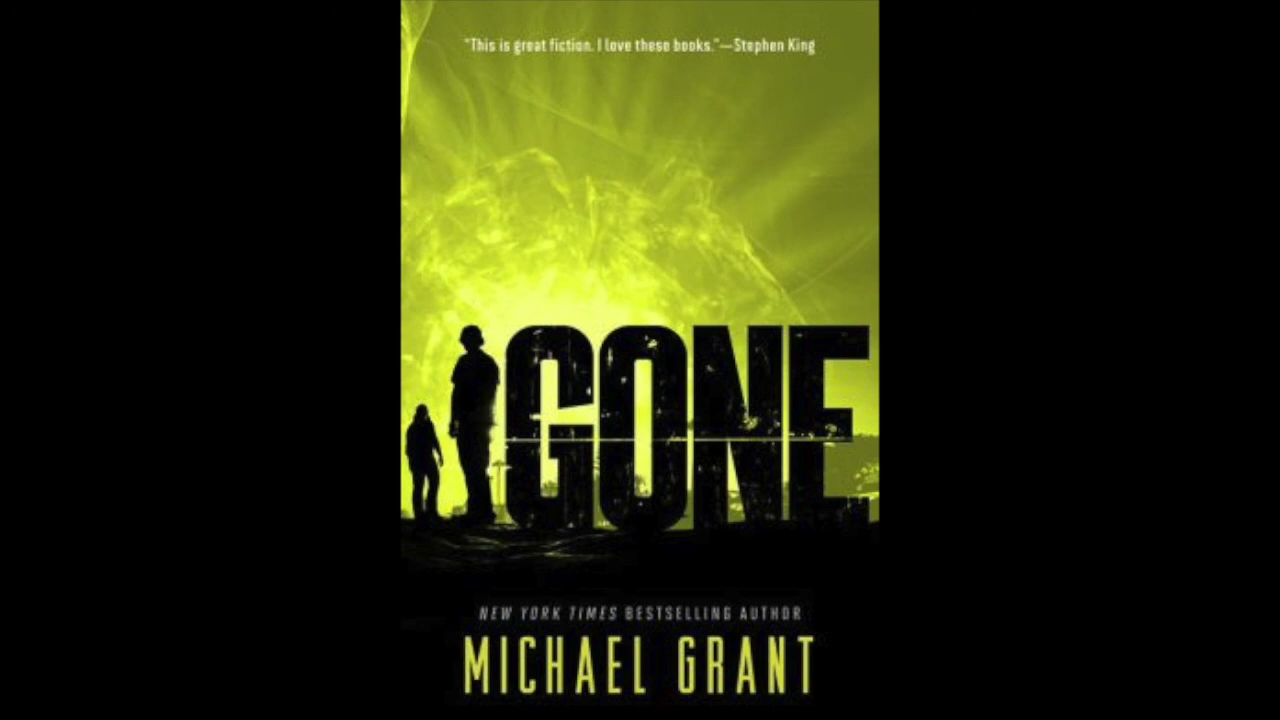 "This is great fiction. I love these books."—Stephen King
GONE
NEW YORK TIMES BESTSELLING AUTHOR
MICHAEL GRANT